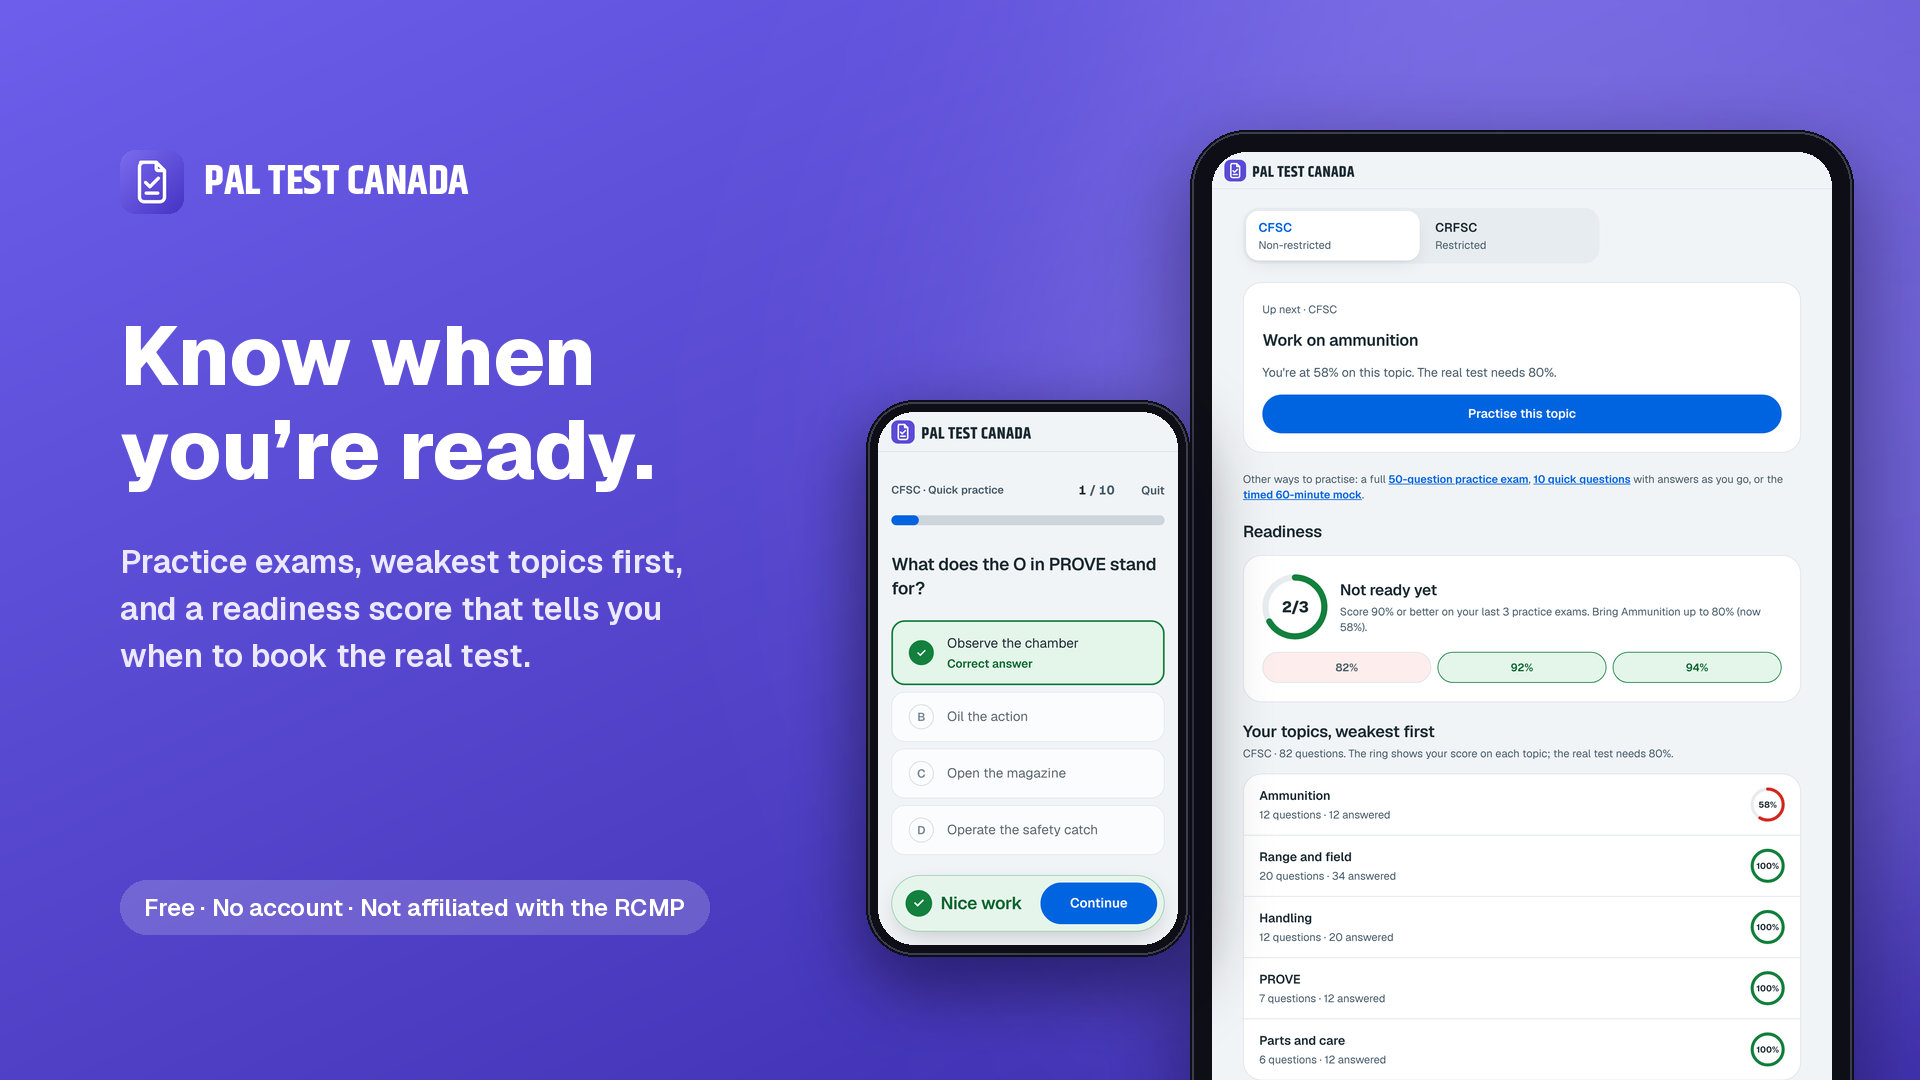 PAL TEST CANADA
Know when
you’re ready.
Practice exams, weakest topics first,
and a readiness score that tells you
when to book the real test.
Free · No account · Not affiliated with the RCMP
PAL TEST CANADA
CFSC · Quick practice
1 / 10
Quit
What does the O in PROVE stand
for?
Observe the chamber
Correct answer
B
Oil the action
C
Open the magazine
D
Operate the safety catch
Nice work
Continue
PAL TEST CANADA
CFSC
Non-restricted
CRFSC
Restricted
Up next · CFSC
Work on ammunition
You're at 58% on this topic. The real test needs 80%.
Practise this topic
Other ways to practise: a full 50-question practice exam, 10 quick questions with answers as you go, or the
timed 60-minute mock.
Readiness
2/3
Not ready yet
Score 90% or better on your last 3 practice exams. Bring Ammunition up to 80% (now
58%).
82%
92%
94%
Your topics, weakest first
CFSC · 82 questions. The ring shows your score on each topic; the real test needs 80%.
Ammunition
12 questions · 12 answered
58%
Range and field
20 questions · 34 answered
100%
Handling
12 questions · 20 answered
100%
PROVE
7 questions · 12 answered
100%
Parts and care
6 questions · 12 answered
100%